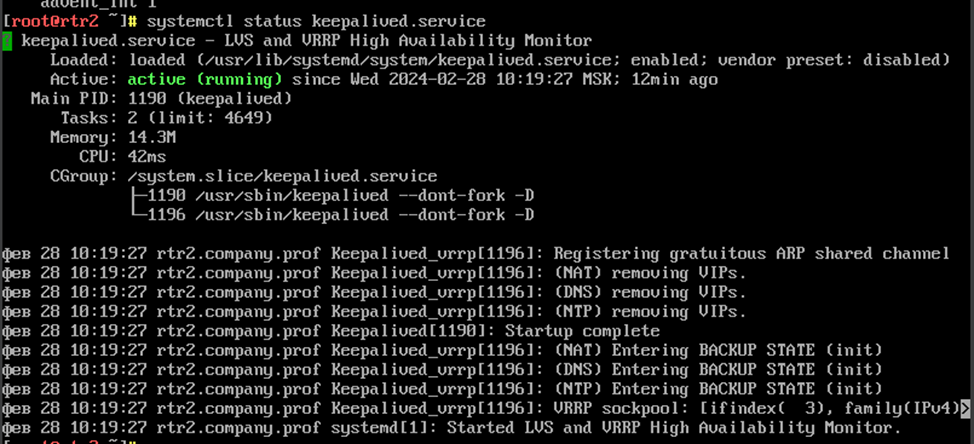 advent_int 1
[root@rtr2 ~]# systemctl status keepalived.service
? keepalived.service - LVS and VRRP High Availability Monitor
Loaded: loaded (/usr/lib/systemd/system/keepalived.service; enabled; vendor preset: disabled)
Active: active (running) since Wed 2024-02-28 10:19:27 MSK; 12min ago
Main PID: 1190 (keepalived)
Tasks: 2 (limit: 4649)
Memory: 14.3M
CPU: 42ms
CGroup: /system.slice/keepalived.service
├─1190 /usr/sbin/keepalived --dont-fork -D
└─1196 /usr/sbin/keepalived --dont-fork -D
фев 28 10:19:27 rtr2.company.prof Keepalived_vrrp[1196]: Registering gratuitous ARP shared channel
фев 28 10:19:27 rtr2.company.prof Keepalived_vrrp[1196]: (NAT) removing VIPs.
фев 28 10:19:27 rtr2.company.prof Keepalived_vrrp[1196]: (DNS) removing VIPs.
фев 28 10:19:27 rtr2.company.prof Keepalived_vrrp[1196]: (NTP) removing VIPs.
фев 28 10:19:27 rtr2.company.prof Keepalived[1190]: Startup complete
фев 28 10:19:27 rtr2.company.prof Keepalived_vrrp[1196]: (NAT) Entering BACKUP STATE (init)
фев 28 10:19:27 rtr2.company.prof Keepalived_vrrp[1196]: (DNS) Entering BACKUP STATE (init)
фев 28 10:19:27 rtr2.company.prof Keepalived_vrrp[1196]: (NTP) Entering BACKUP STATE (init)
фев 28 10:19:27 rtr2.company.prof Keepalived_vrrp[1196]: VRRP sockpool: [ifindex(  3), family(IPv4)>
фев 28 10:19:27 rtr2.company.prof systemd[1]: Started LVS and VRRP High Availability Monitor.
[root@rtr2 ~]#